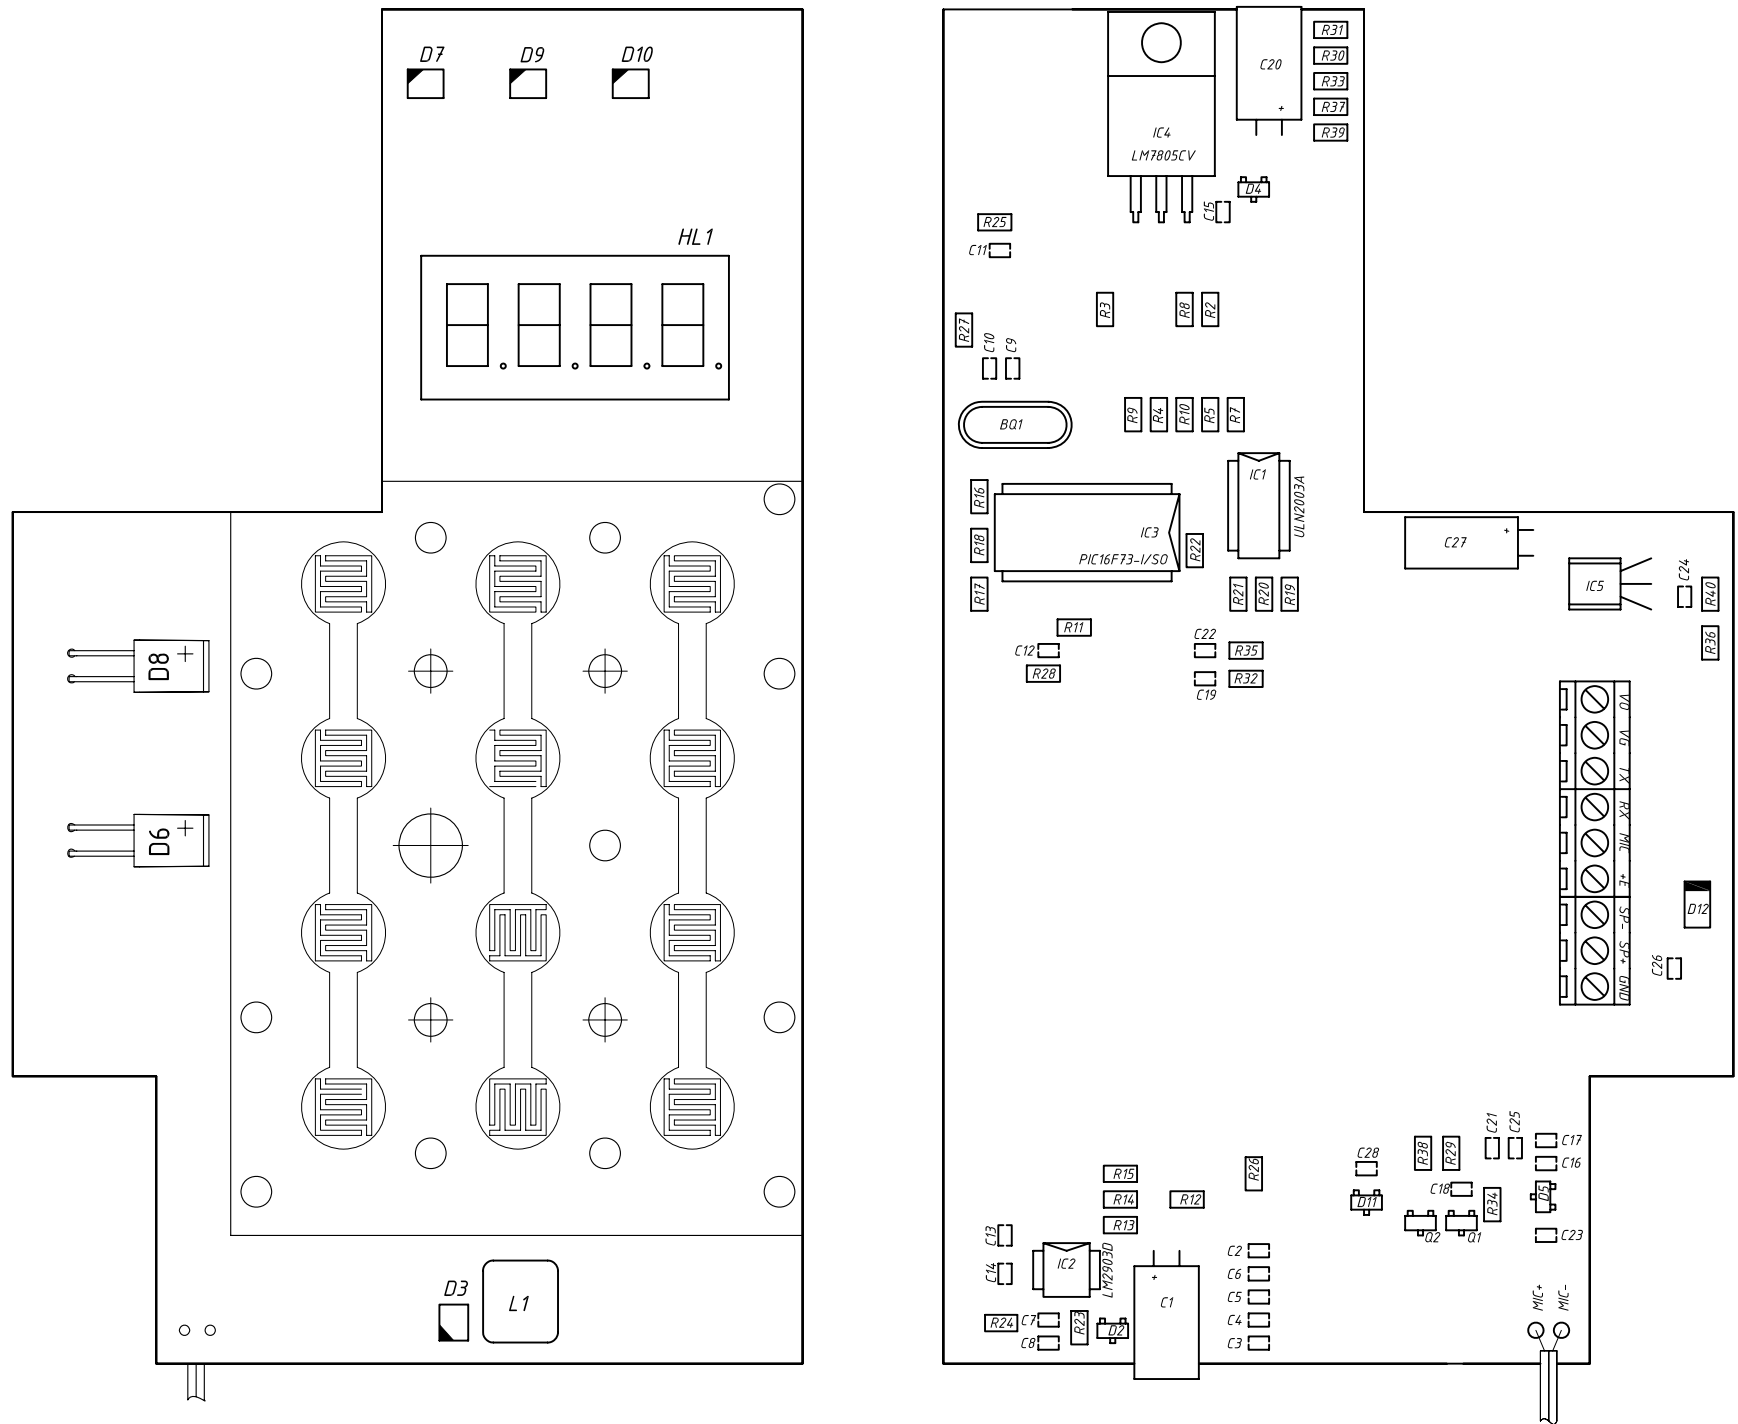 D7
D9
D10
HL1
D8
+
D6
+
D3
L1
R31
R30
R33
R37
R39
C20
+
IC4
LM7805CV
D4
C15
R25
C11
R3
R8
R2
R27
C10
C9
BQ1
R9
R4
R10
R5
R7
IC1
ULN2003A
R16
R18
R17
IC3
PIC16F73-I/SO
R22
R21
R20
R19
R11
C12
R28
C22
R35
R32
C19
C27
+
IC5
C24
R40
R36
VO
VG
TX
RX
MIC
+E
SP-
SP+
GND
D12
C26
C21
C25
C17
C16
R38
R29
C28
D11
C18
R34
D5
Q2
Q1
C23
R26
R15
R14
R12
R13
C13
C14
IC2
LM2903D
C2
C6
C5
C4
C3
+
C1
R24
C7
C8
R23
D2
MIC+
MIC-